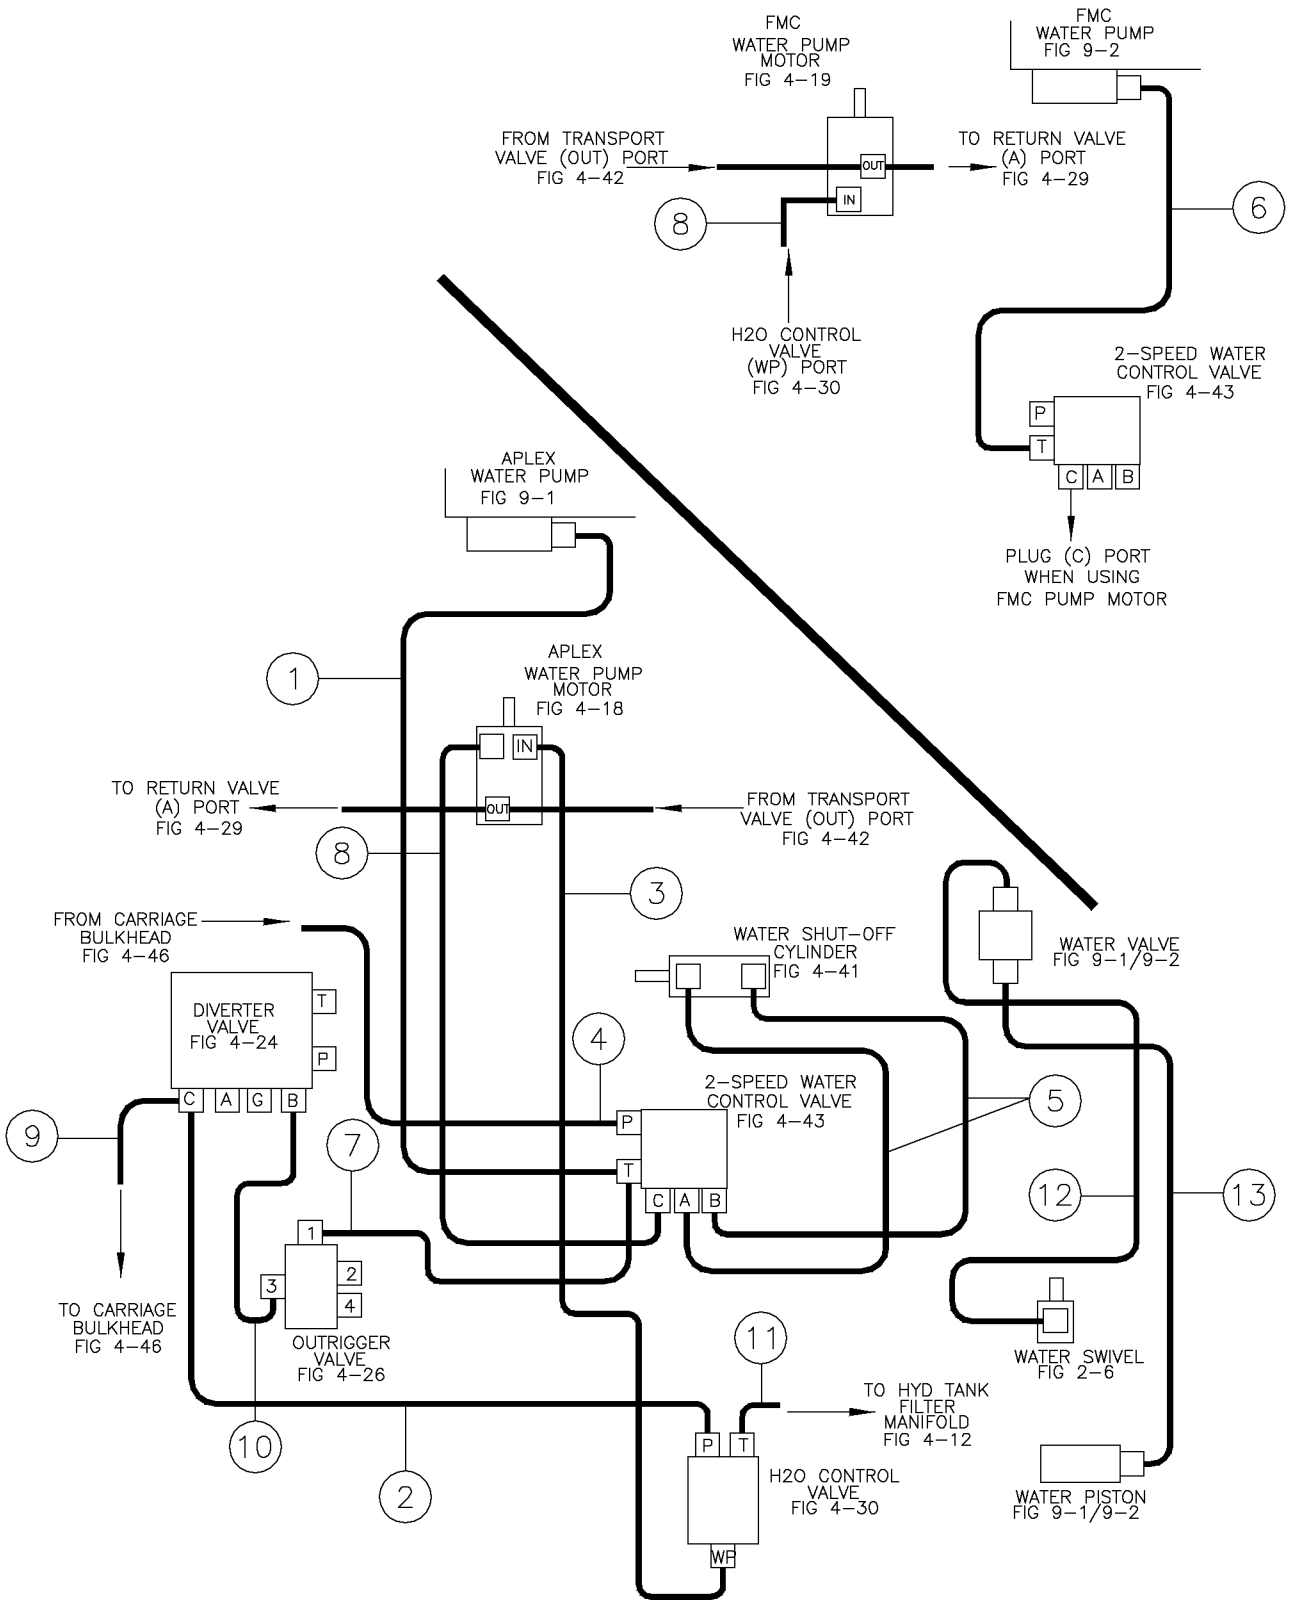 FMC
WATER PUMP
MOTOR
FIG 4-19
FMC
WATER PUMP
FIG 9-2
FROM TRANSPORT
VALVE (OUT) PORT
FIG 4-42
OUT
IN
TO RETURN VALVE
(A) PORT
FIG 4-29
8
6
H2O CONTROL
VALVE
(WP) PORT
FIG 4-30
2-SPEED WATER
CONTROL VALVE
FIG 4-43
P
T
C A B
PLUG (C) PORT
WHEN USING
FMC PUMP MOTOR
APLEX
WATER PUMP
FIG 9-1
1
APLEX
WATER PUMP
MOTOR
FIG 4-18
IN
OUT
TO RETURN VALVE
(A) PORT
FIG 4-29
FROM TRANSPORT
VALVE (OUT) PORT
FIG 4-42
8
3
FROM CARRIAGE
BULKHEAD
FIG 4-46
WATER SHUT-OFF
CYLINDER
FIG 4-41
WATER VALVE
FIG 9-1/9-2
DIVERTER
VALVE
FIG 4-24
T
P
C A G B
4
2-SPEED WATER
CONTROL VALVE
FIG 4-43
P
T
C A B
5
9
7
12
13
1
2
3
4
OUTRIGGER
VALVE
FIG 4-26
TO CARRIAGE
BULKHEAD
FIG 4-46
11
WATER SWIVEL
FIG 2-6
TO HYD TANK
FILTER
MANIFOLD
FIG 4-12
10
2
P T
H2O CONTROL
VALVE
FIG 4-30
WP
WATER PISTON
FIG 9-1/9-2